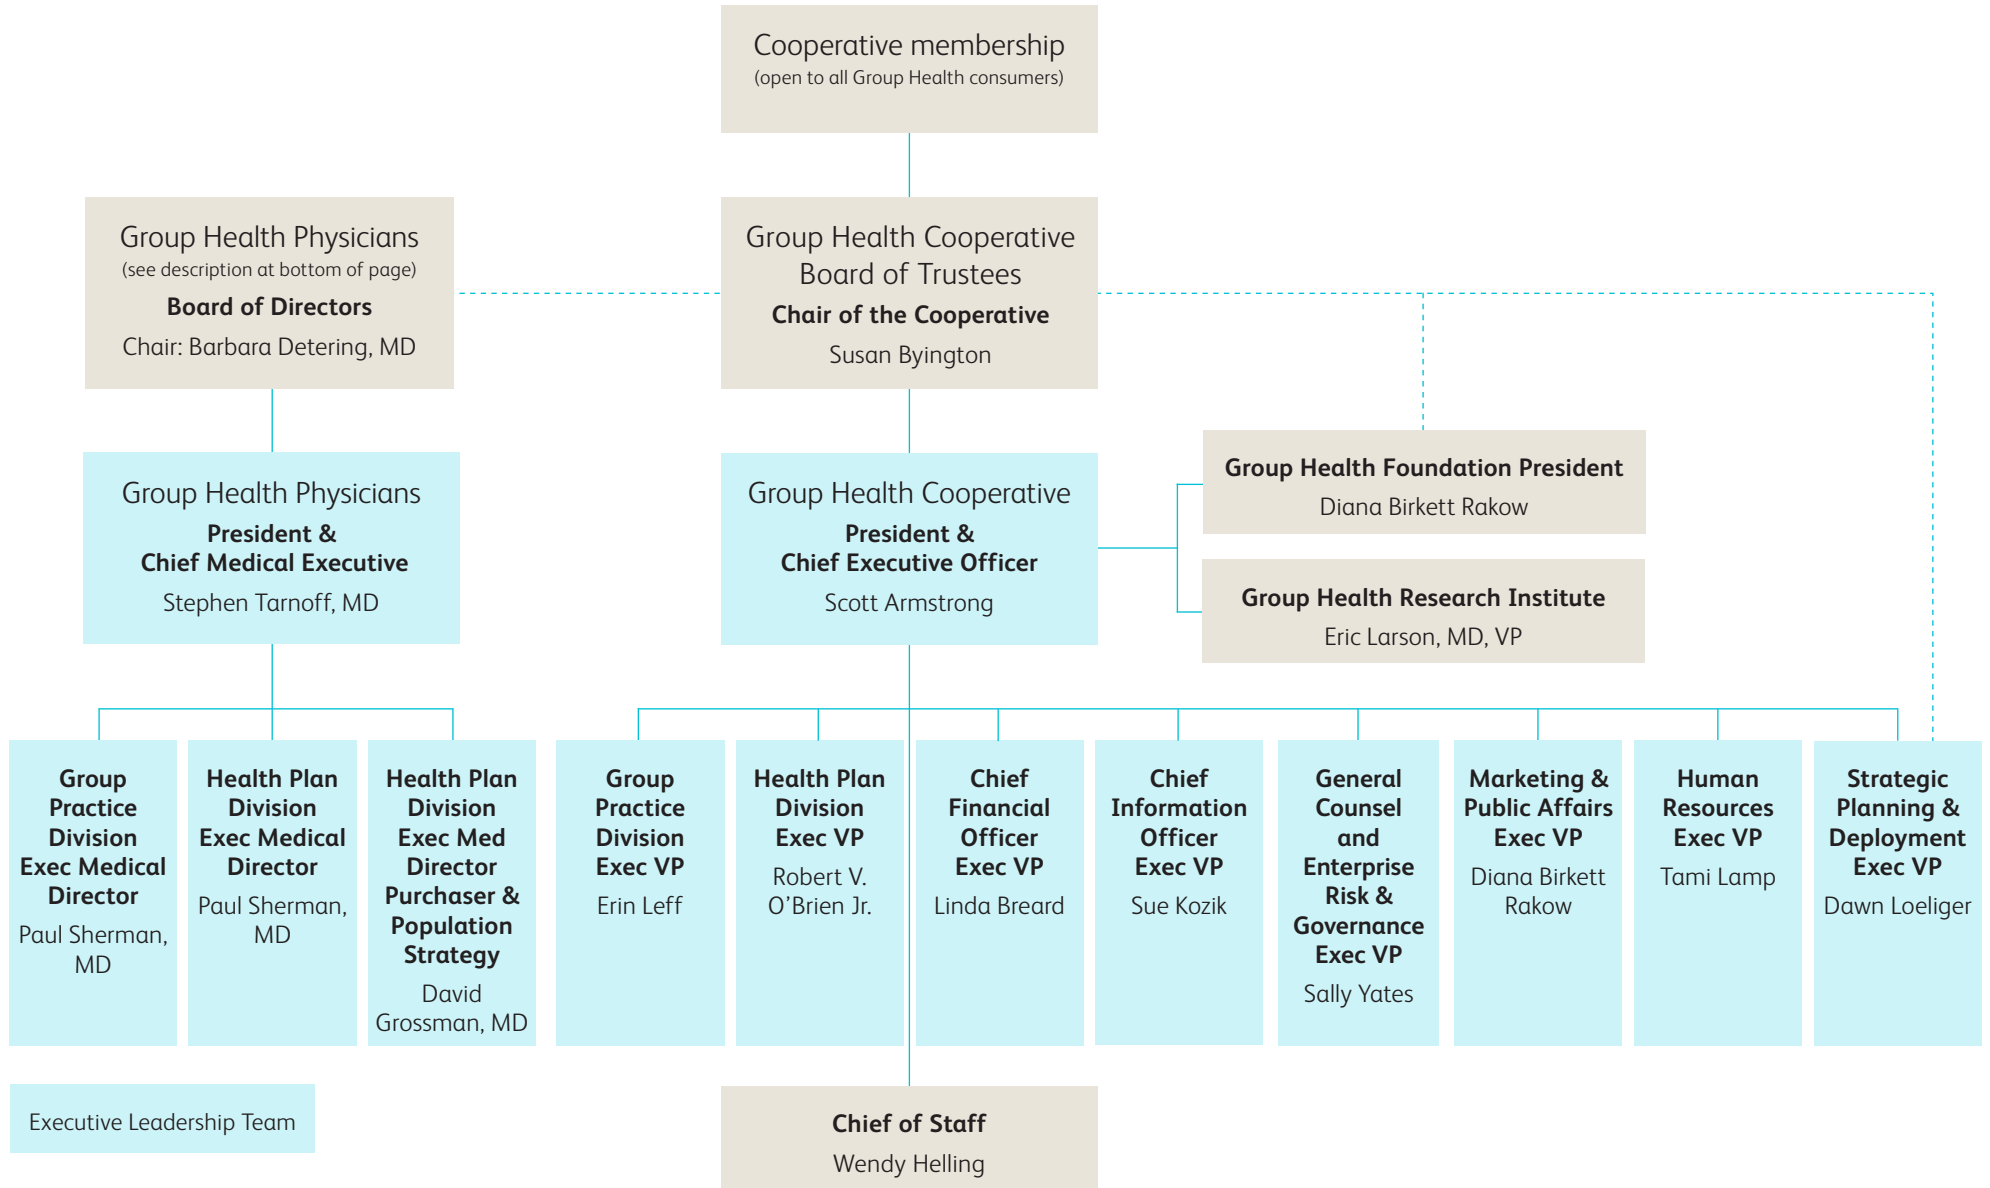 Cooperative membership
(open to all Group Health consumers)
Group Health Physicians
(see description at bottom of page)
Board of Directors
Chair: Barbara Detering, MD
Group Health Cooperative
Board of Trustees
Chair of the Cooperative
Susan Byington
Group Health Physicians
President &
Chief Medical Executive
Stephen Tarnoff, MD
Group Health Cooperative
President &
Chief Executive Officer
Scott Armstrong
Group Health Foundation President
Diana Birkett Rakow
Group Health Research Institute
Eric Larson, MD, VP
Group
Practice
Division
Exec Medical
Director
Paul Sherman,
MD
Health Plan
Division
Exec Medical
Director
Paul Sherman,
MD
Health Plan
Division
Exec Med
Director
Purchaser &
Population
Strategy
David
Grossman, MD
Group
Practice
Division
Exec VP
Erin Leff
Health Plan
Division
Exec VP
Robert V.
O’Brien Jr.
Chief
Financial
Officer
Exec VP
Linda Breard
Chief
Information
Officer
Exec VP
Sue Kozik
General
Counsel
and
Enterprise
Risk &
Governance
Exec VP
Sally Yates
Marketing &
Public Affairs
Exec VP
Diana Birkett
Rakow
Human
Resources
Exec VP
Tami Lamp
Strategic
Planning &
Deployment
Exec VP
Dawn Loeliger
Executive Leadership Team
Chief of Staff
Wendy Helling